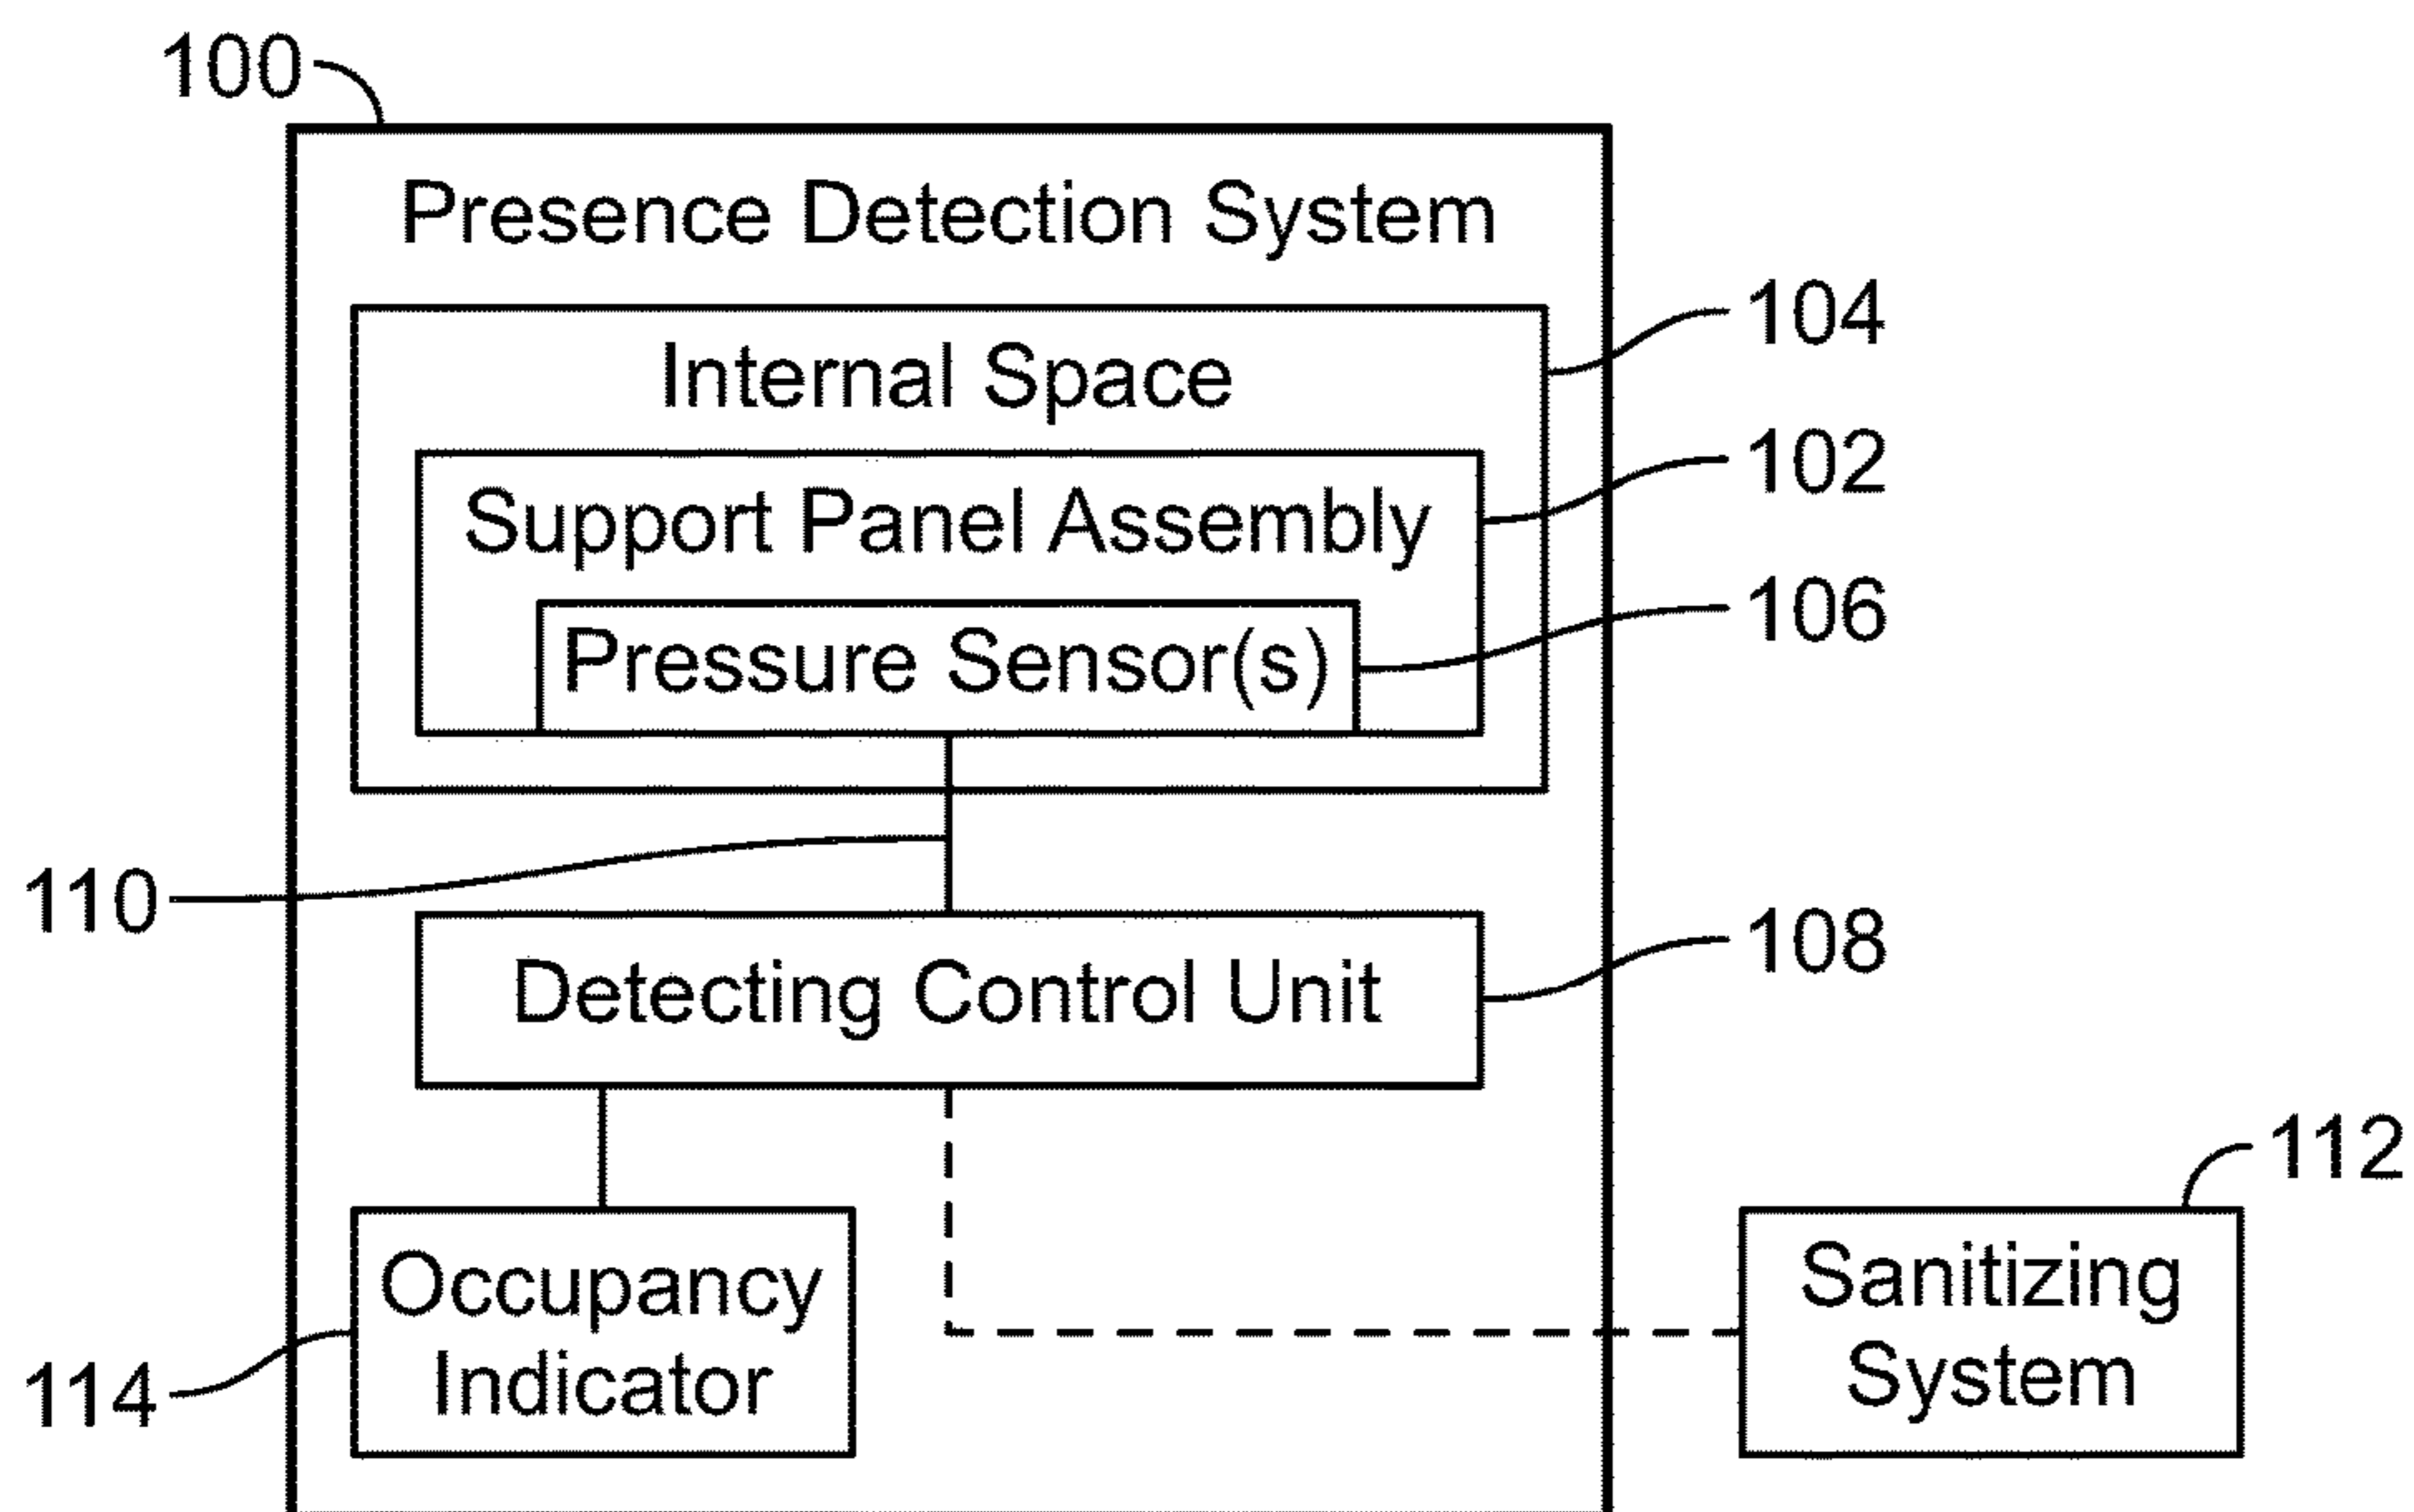 100
Presence Detection System
104
Internal Space
102
Support Panel Assembly
106
Pressure Sensor(s)
110
108
Detecting Control Unit
112
Occupancy
Indicator
Sanitizing
System
114